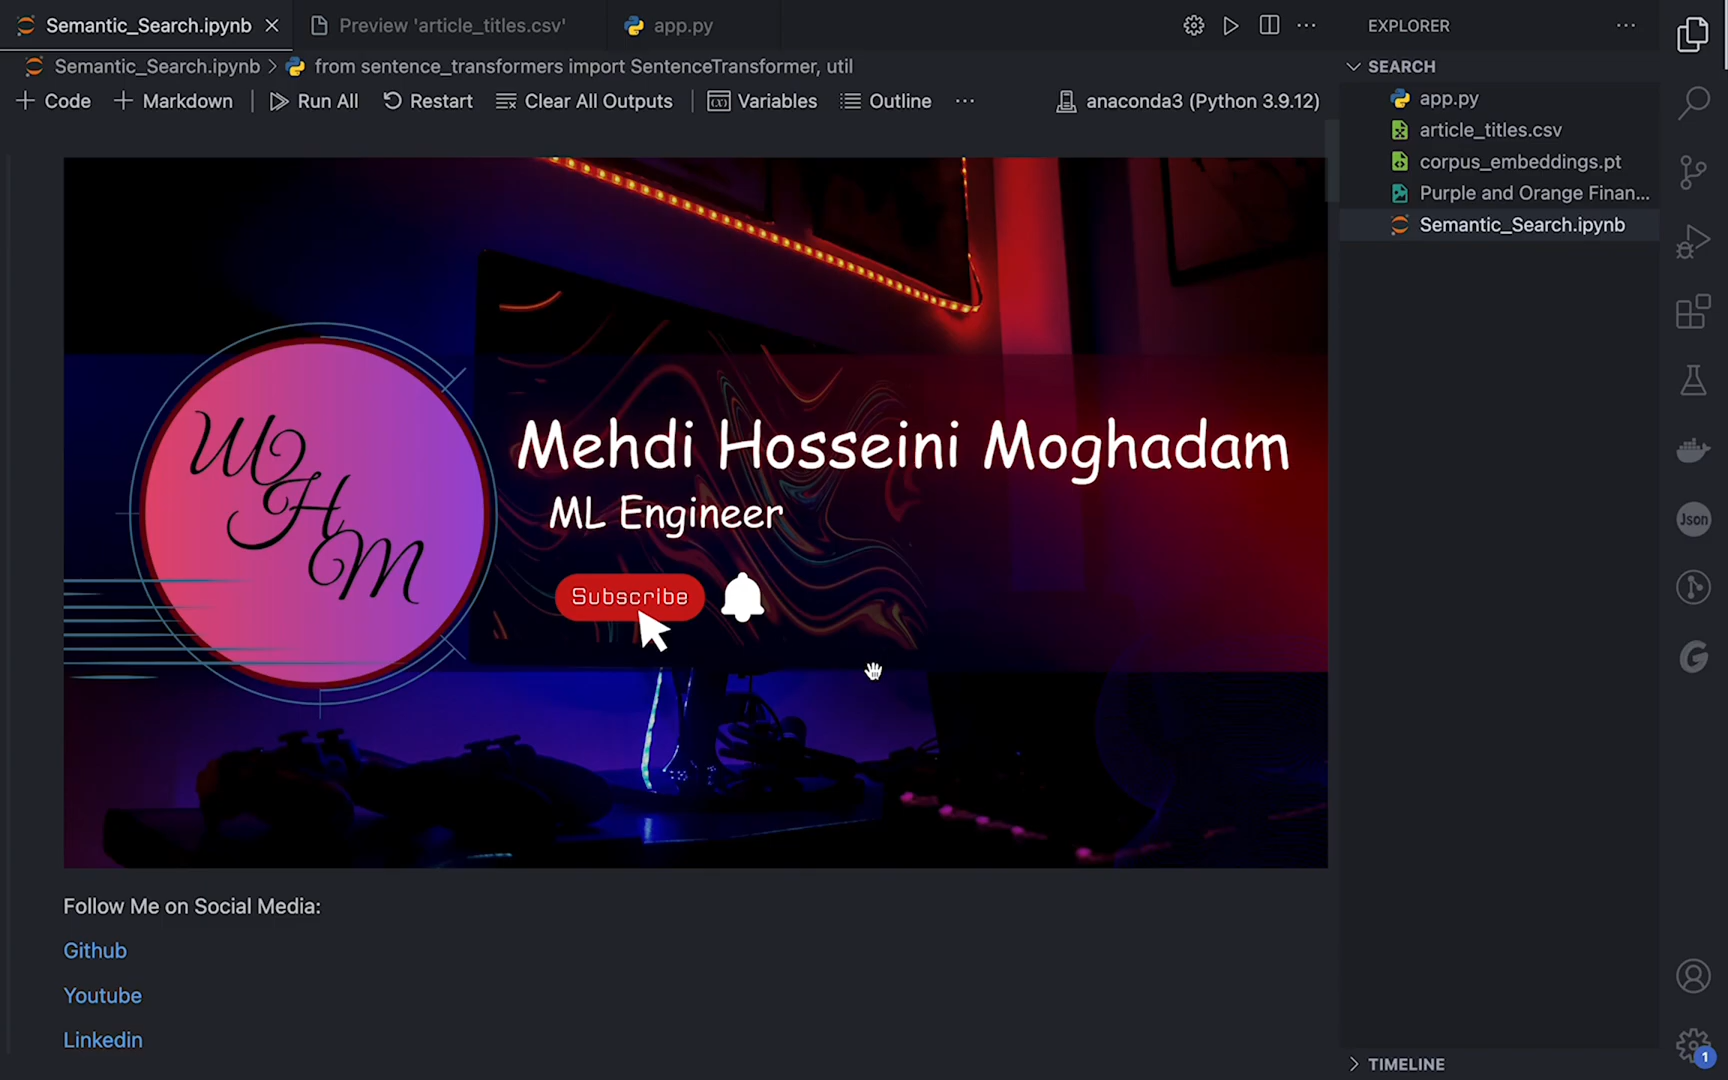 Semantic_Search.ipynb
Preview 'article_titles.csv'
app.py
EXPLORER
Semantic_Search.ipynb > from sentence_transformers import SentenceTransformer, util
SEARCH
Code
Markdown
Run All
Restart
Clear All Outputs
Variables
Outline
anaconda3 (Python 3.9.12)
app.py
article_titles.csv
corpus_embeddings.pt
Purple and Orange Finan...
Semantic_Search.ipynb
MHM
Mehdi Hosseini Moghadam
ML Engineer
Subscribe
Json
Follow Me on Social Media:
Github
Youtube
Linkedin
1
TIMELINE